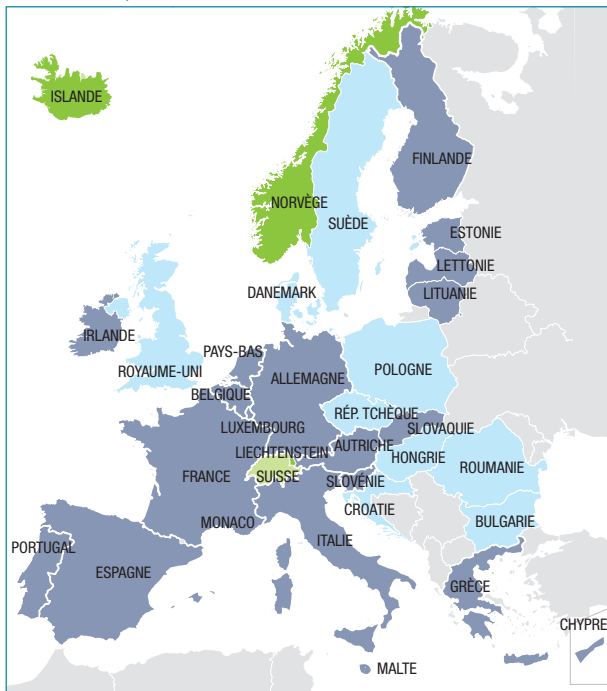 ISLANDE
FINLANDE
NORVÈGE
SUÈDE
ESTONIE
LETTONIE
LITUANIE
DANEMARK
IRLANDE
PAYS-BAS
ROYAUME-UNI
POLOGNE
ALLEMAGNE
BELGIQUE
RÉP. TCHÈQUE
LUXEMBOURG
SLOVAQUIE
AUTRICHE
LIECHTENSTEIN
HONGRIE
ROUMANIE
FRANCE
SUISSE
SLOVÉNIE
CROATIE
BULGARIE
MONACO
ITALIE
PORTUGAL
ESPAGNE
GRÈCE
CHYPRE
MALTE